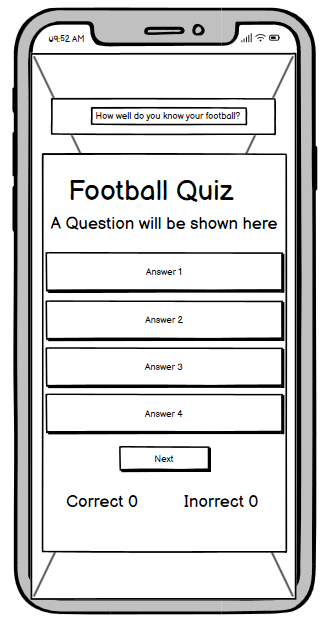 09:52 AM
How well do you know your football?
Football Quiz
A Question will be shown here
Answer 1
Answer 2
Answer 3
Answer 4
Next
Correct 0 Inorrect 0